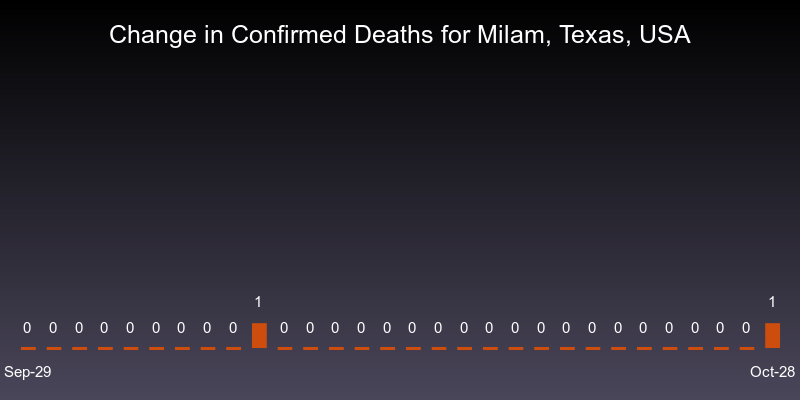 Change in Confirmed Deaths for Milam, Texas, USA
1 1
0 0 0 0 0 0 0 0 0 0 0 0 0 0 0 0 0 0 0 0 0 0 0 0 0 0 0 0
Sep-29 Oct-28